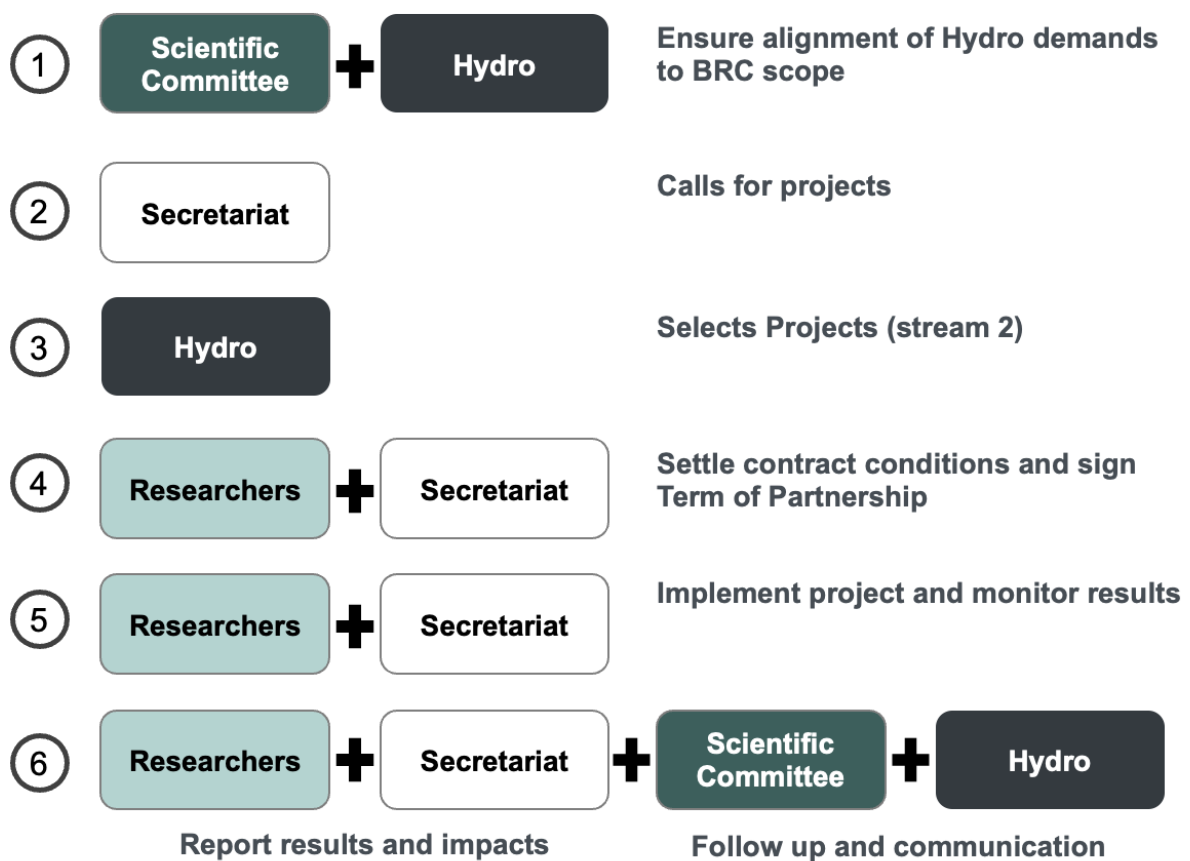 1
Scientific
Committee
Hydro
Ensure alignment of Hydro demands
to BRC scope
2
Secretariat
Calls for projects
3
Hydro
Selects Projects (stream 2)
4
Researchers
Secretariat
Settle contract conditions and sign
Term of Partnership
5
Researchers
Secretariat
Implement project and monitor results
6
Researchers
Secretariat
Scientific
Committee
Hydro
Report results and impacts
Follow up and communication